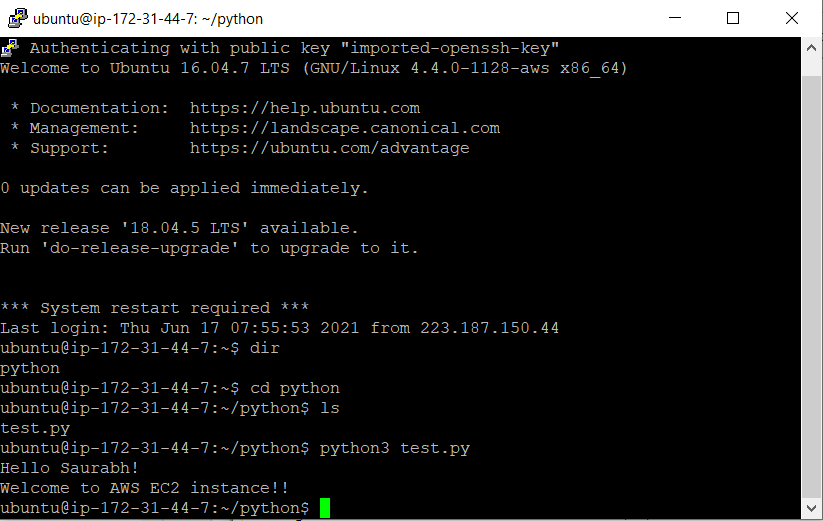 ubuntu@ip-172-31-44-7: ~/python
Authenticating with public key "imported-openssh-key"
Welcome to Ubuntu 16.04.7 LTS (GNU/Linux 4.4.0-1128-aws x86_64)
* Documentation:  https://help.ubuntu.com
* Management:     https://landscape.canonical.com
* Support:        https://ubuntu.com/advantage
0 updates can be applied immediately.
New release '18.04.5 LTS' available.
Run 'do-release-upgrade' to upgrade to it.
*** System restart required ***
Last login: Thu Jun 17 07:55:53 2021 from 223.187.150.44
ubuntu@ip-172-31-44-7:~$ dir
python
ubuntu@ip-172-31-44-7:~$ cd python
ubuntu@ip-172-31-44-7:~/python$ ls
test.py
ubuntu@ip-172-31-44-7:~/python$ python3 test.py
Hello Saurabh!
Welcome to AWS EC2 instance!!
ubuntu@ip-172-31-44-7:~/python$